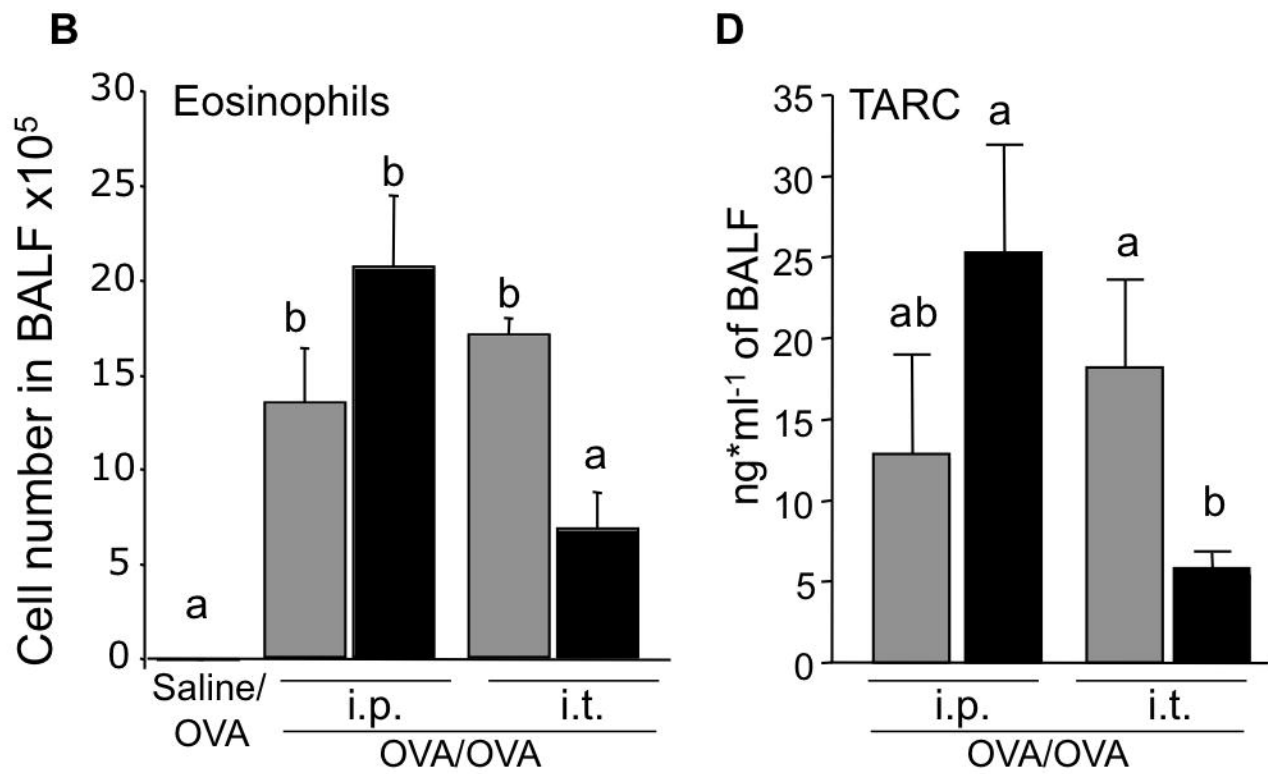 B
Eosinophils
Cell number in BALF x10⁵
30
25
20
15
10
5
0
a
b
b
b
a
Saline/
OVA
i.p.
i.t.
OVA/OVA
D
TARC
ng*ml⁻¹ of BALF
35
30
25
20
15
10
5
0
ab
a
a
b
i.p.
i.t.
OVA/OVA